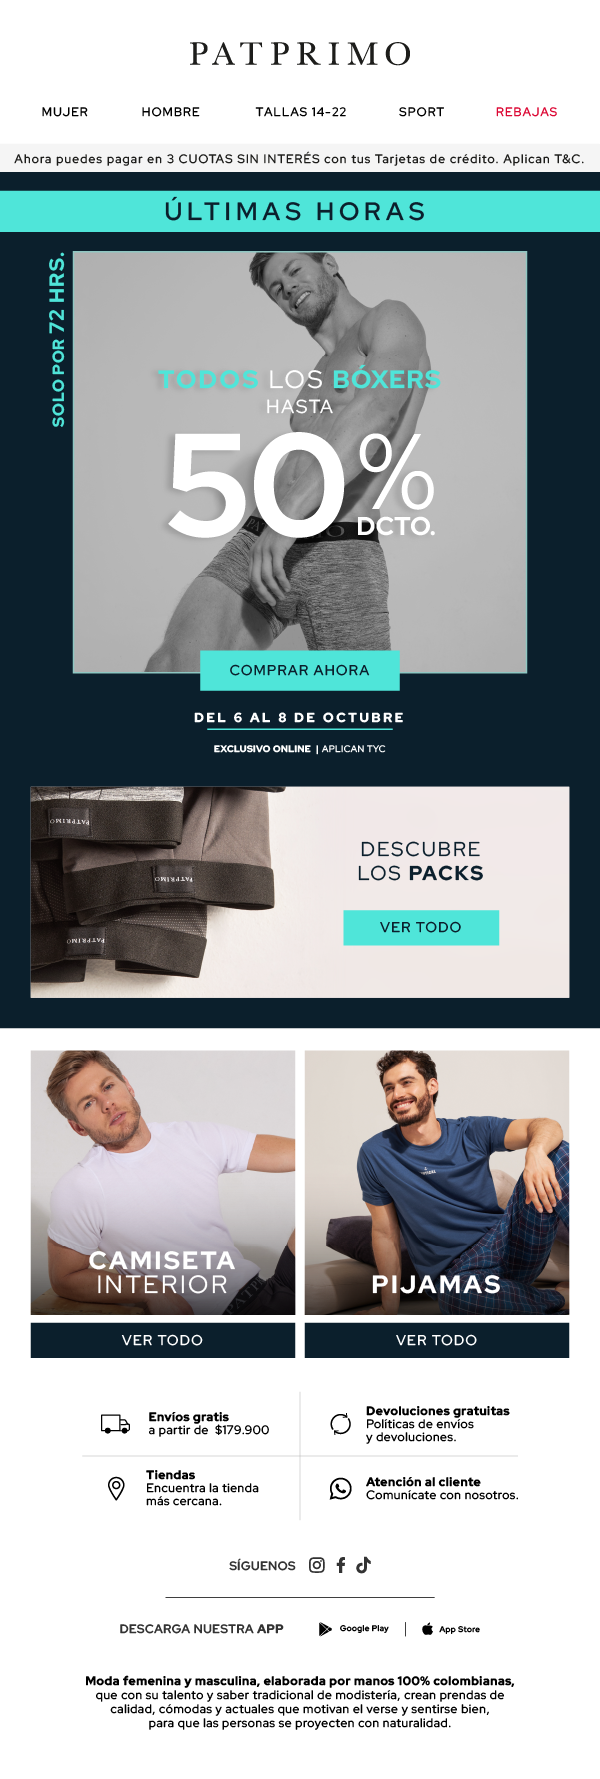 PATPRIMO
MUJER HOMBRE TALLAS 14-22 SPORT REBAJAS
Ahora puedes pagar en 3 CUOTAS SIN INTERÉS con tus Tarjetas de crédito. Aplican T&C.
ÚLTIMAS HORAS
SOLO POR 72 HRS.
TODOS LOS BÓXERS
HASTA
50%
DCTO.
PATPRIMO
COMPRAR AHORA
DEL 6 AL 8 DE OCTUBRE
EXCLUSIVO ONLINE | APLICAN TYC
PATPRIMO
PATPRIMO
PATPRIMO
DESCUBRE
LOS PACKS
VER TODO
CAMISETA
INTERIOR
PIJAMAS
VER TODO
VER TODO
Envíos gratis
a partir de $179.900
Devoluciones gratuitas
Políticas de envíos
y devoluciones.
Tiendas
Encuentra la tienda
más cercana.
Atención al cliente
Comunícate con nosotros.
SÍGUENOS
DESCARGA NUESTRA APP Google Play | App Store
Moda femenina y masculina, elaborada por manos 100% colombianas,
que con su talento y saber tradicional de modistería, crean prendas de
calidad, cómodas y actuales que motivan el verse y sentirse bien,
para que las personas se proyecten con naturalidad.